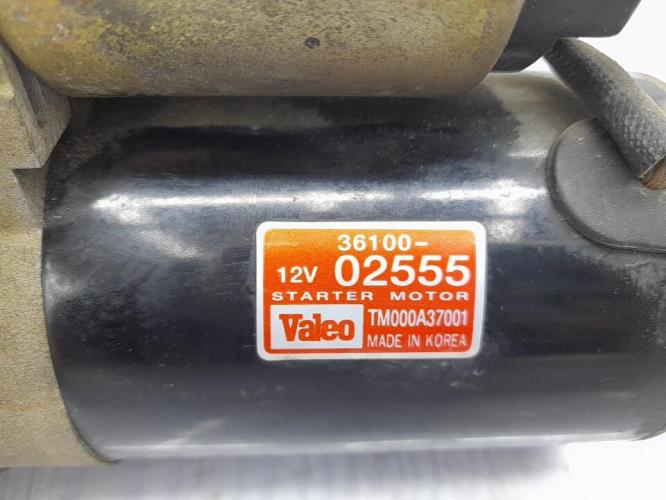 36100-
12V 02555
STARTER MOTOR
Valeo TM000A37001
MADE IN KOREA